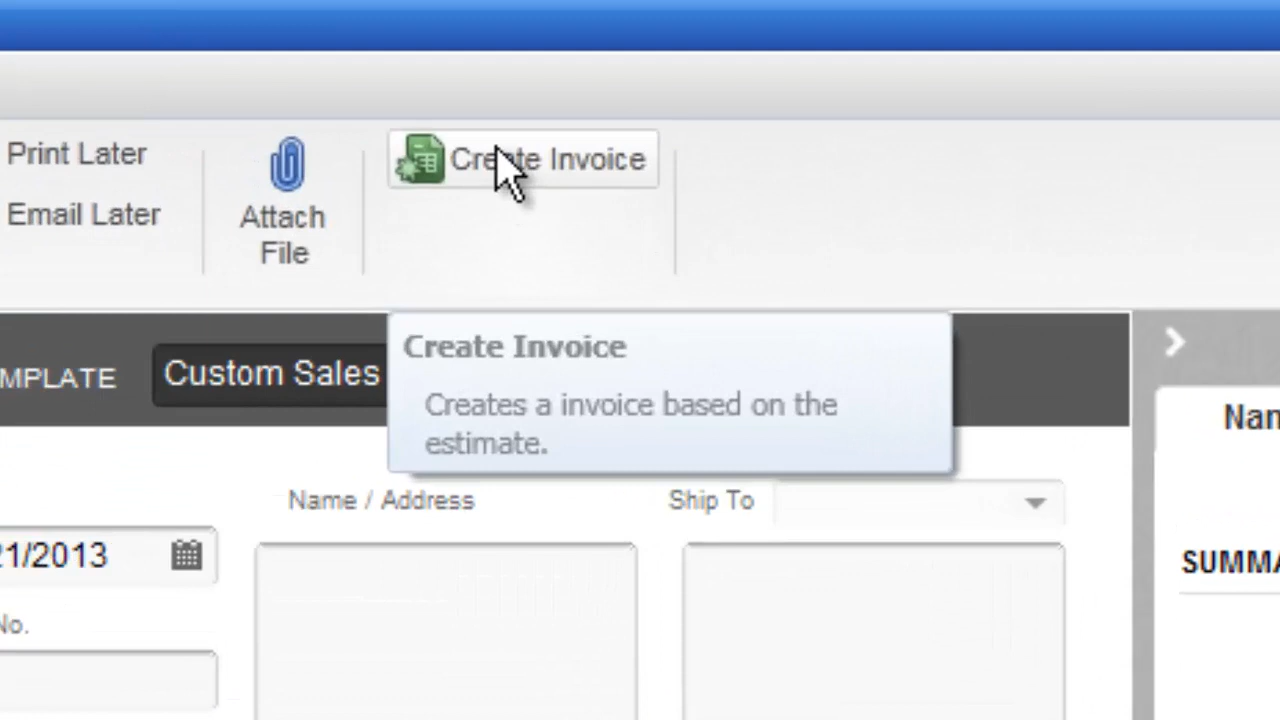 Print Later
Email Later
Attach
File
Create Invoice
MPLATE
Custom Sales
Create Invoice
Creates a invoice based on the
estimate.
Nan
Name / Address
Ship To
21/2013
No.
SUMMA